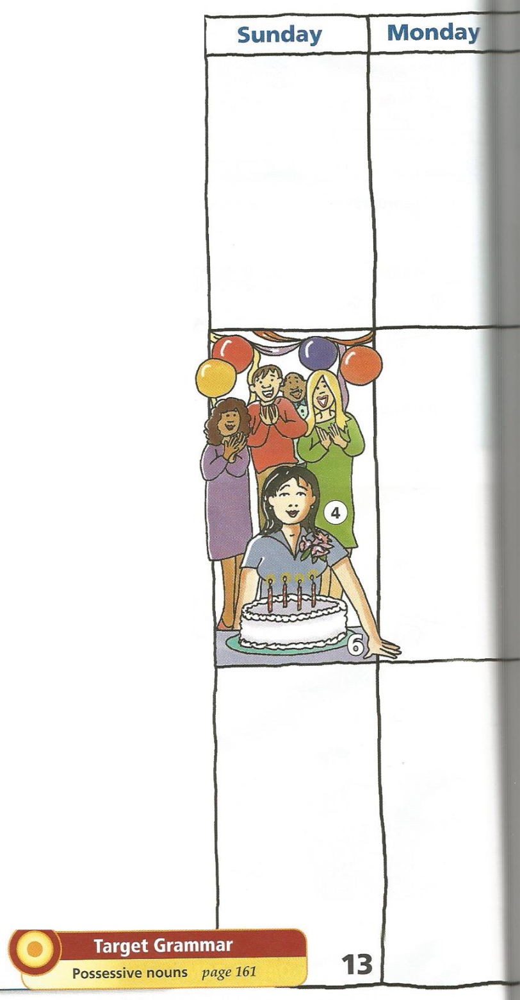 Sunday Monday
4
6
13
Target Grammar
Possessive nouns page 161